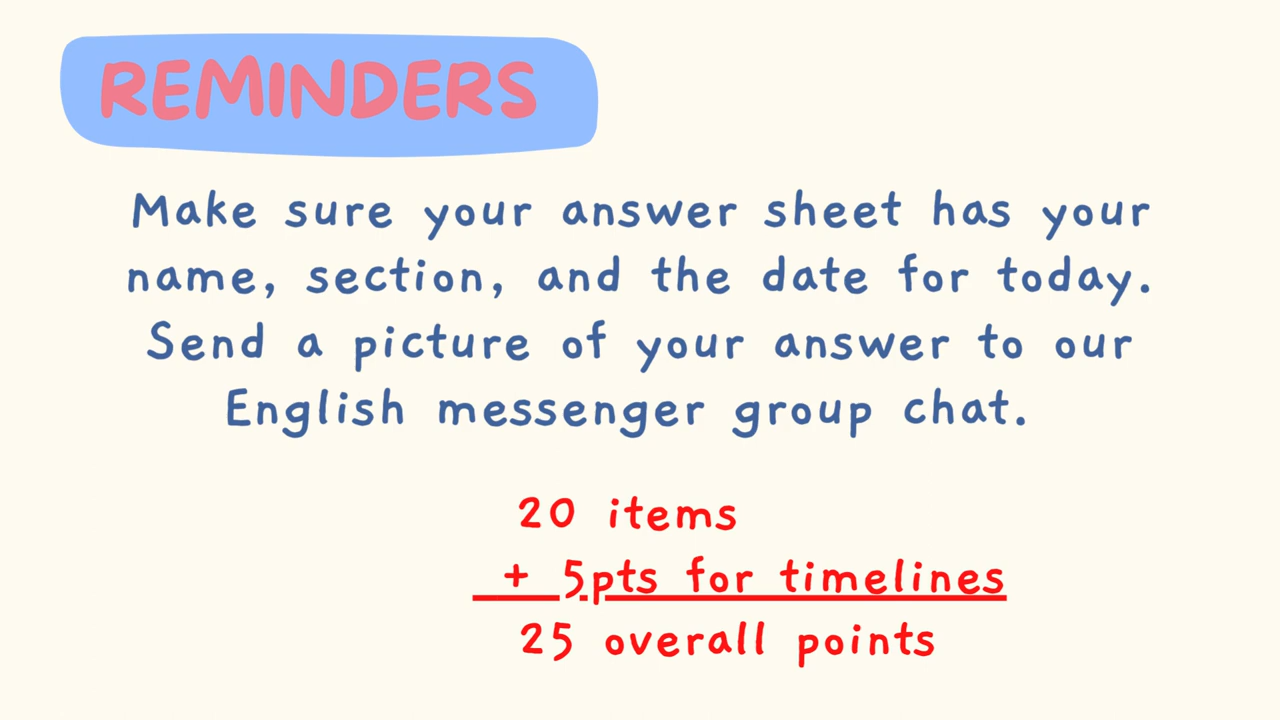 REMINDERS
Make sure your answer sheet has your
name, section, and the date for today.
Send a picture of your answer to our
English messenger group chat.
20 items
+ 5pts for timelines
25 overall points